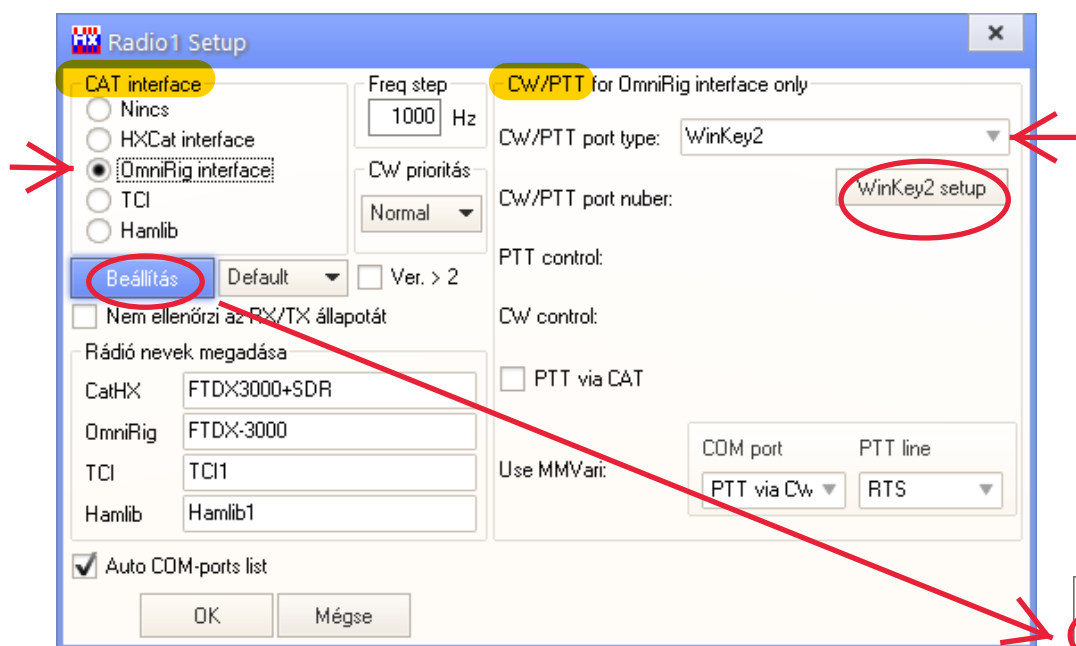 HX Radio1 Setup
CAT interface
Nincs
HXCat interface
OmniRig interface
TCI
Hamlib
Freq step
1000 Hz
CW prioritás
Normal
Beállítás Default Ver. > 2
Nem ellenőrzi az RX/TX állapotát
Rádió nevek megadása
CatHX FTDX3000+SDR
OmniRig FTDX-3000
TCI TCI1
Hamlib Hamlib1
Auto COM-ports list
OK Mégse
CW/PTT for OmniRig interface only
CW/PTT port type: WinKey2
WinKey2 setup
CW/PTT port nuber:
PTT control:
CW control:
PTT via CAT
COM port PTT line
Use MMVari: PTT via CW RTS